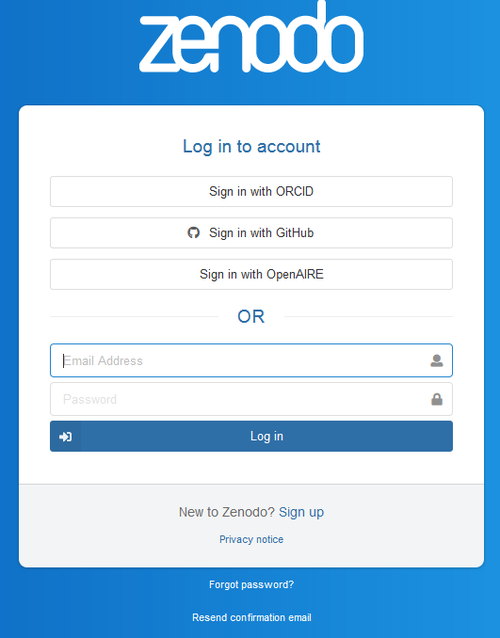 zenodo
Log in to account
Sign in with ORCID
Sign in with GitHub
Sign in with OpenAIRE
OR
Email Address
Password
Log in
New to Zenodo? Sign up
Privacy notice
Forgot password?
Resend confirmation email